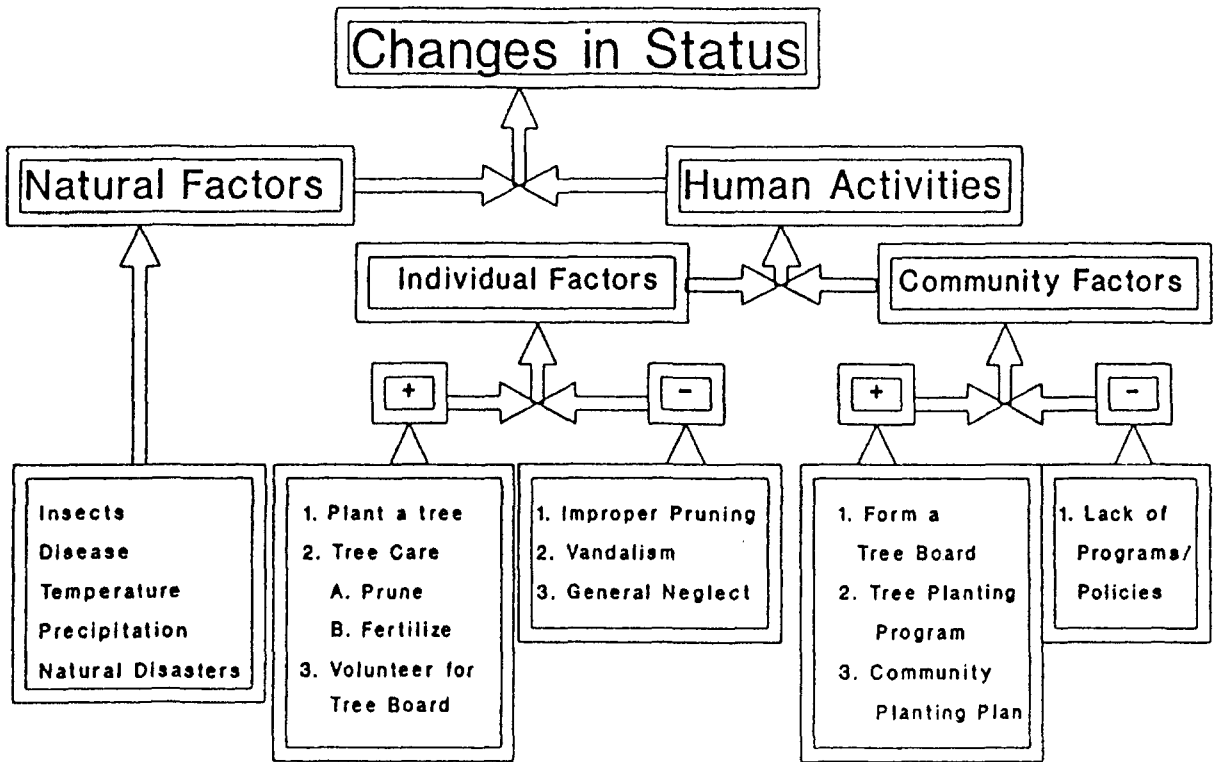 Changes in Status
Natural Factors
Human Activities
Individual Factors
Community Factors
+
-
+
-
Insects
Disease
Temperature
Precipitation
Natural Disasters
1. Plant a tree
2. Tree Care
A. Prune
B. Fertilize
3. Volunteer for
Tree Board
1. Improper Pruning
2. Vandalism
3. General Neglect
1. Form a
Tree Board
2. Tree Planting
Program
3. Community
Planting Plan
1. Lack of
Programs/
Policies